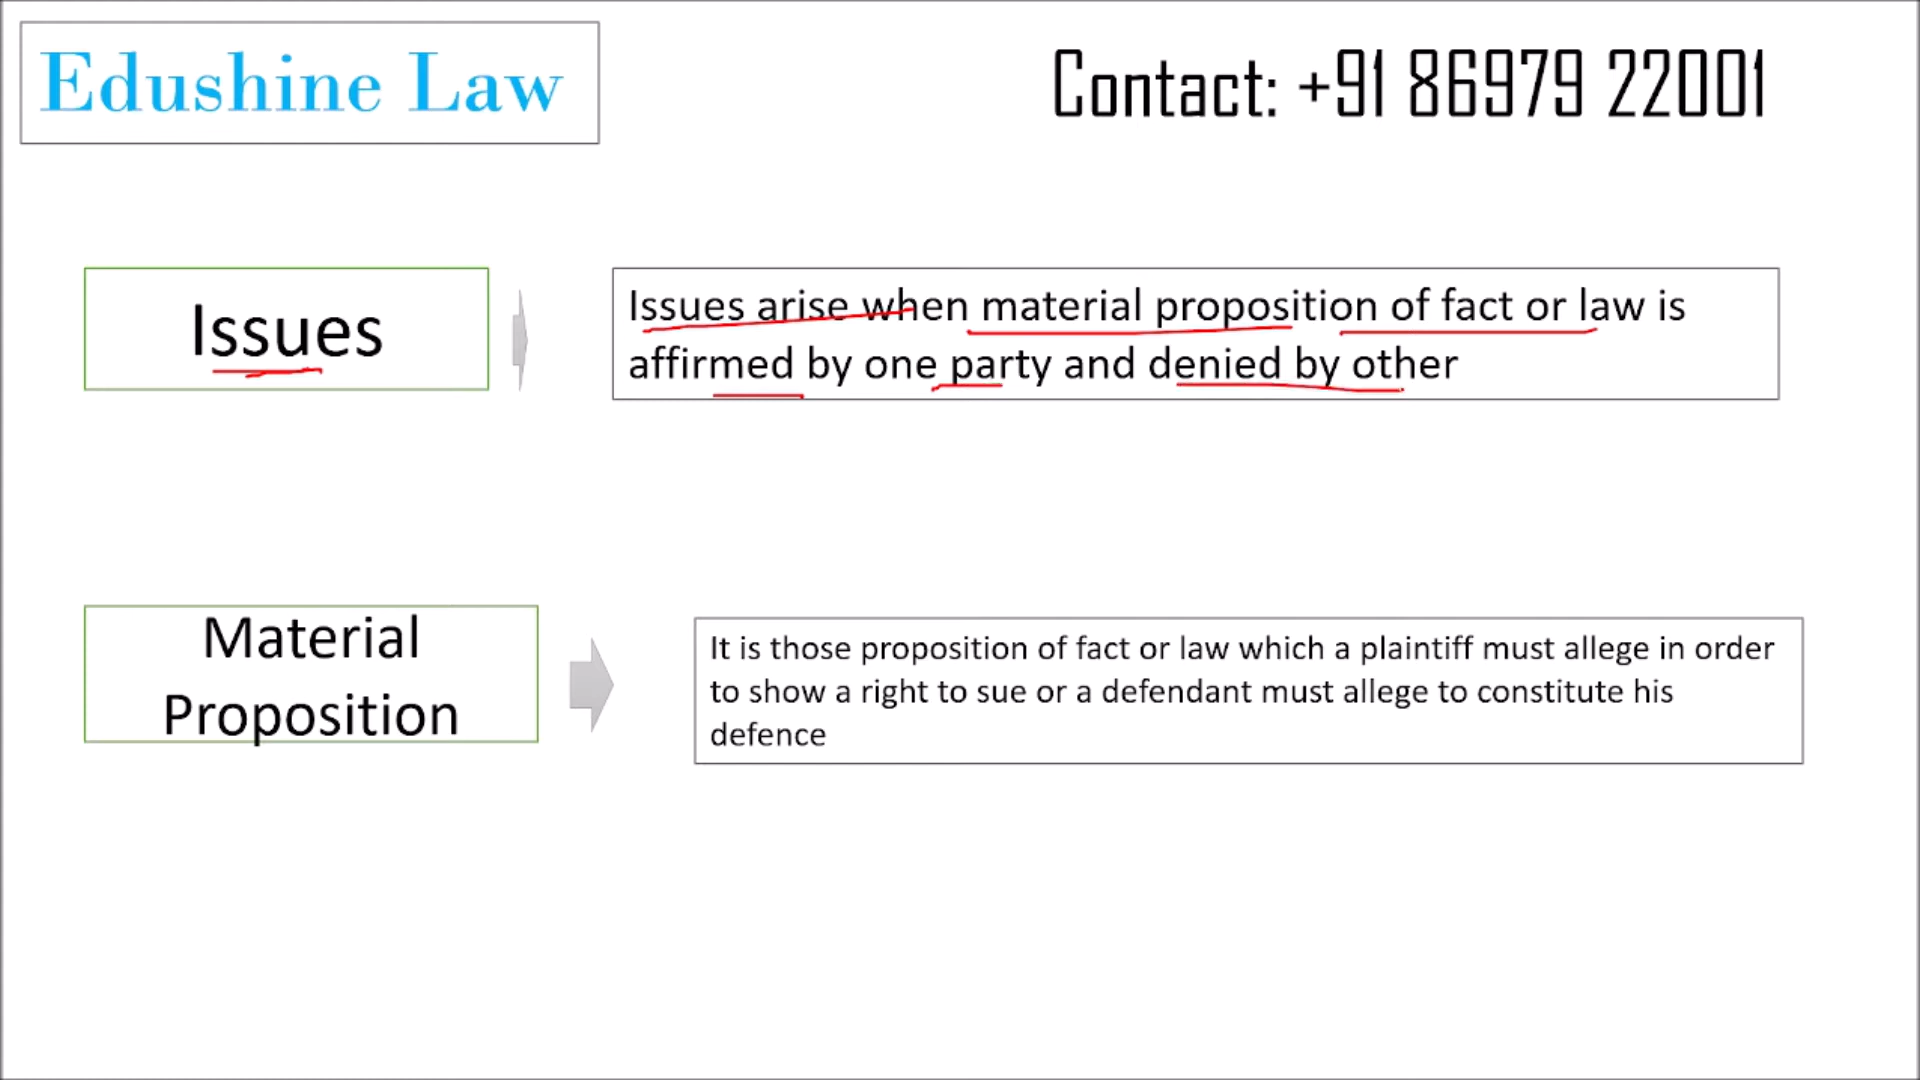 Edushine Law
Contact: +91 86979 22001
Issues
Issues arise when material proposition of fact or law is
affirmed by one party and denied by other
Material
Proposition
It is those proposition of fact or law which a plaintiff must allege in order
to show a right to sue or a defendant must allege to constitute his
defence